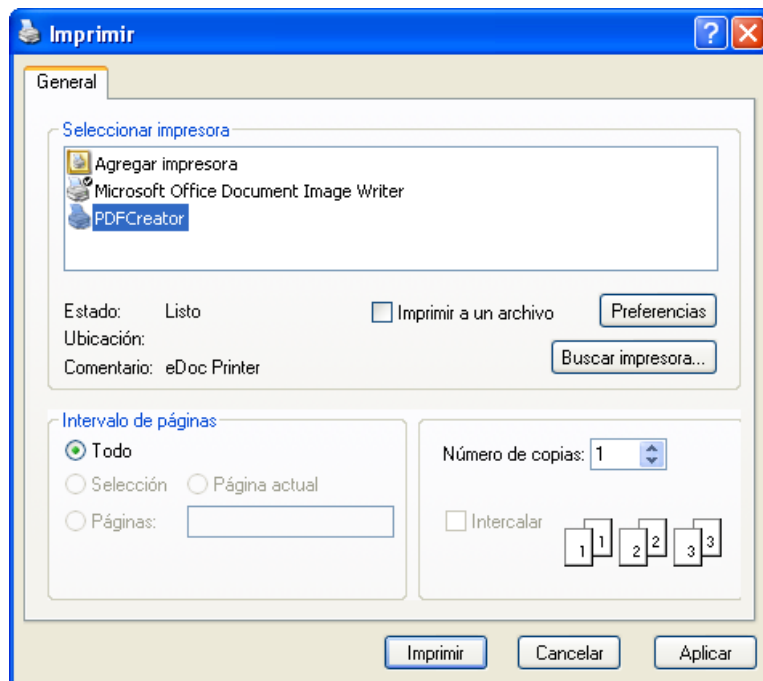 Imprimir
General
Seleccionar impresora
Agregar impresora
Microsoft Office Document Image Writer
PDFCreator
Estado: Listo
Imprimir a un archivo
Preferencias
Ubicación:
Buscar impresora...
Comentario: eDoc Printer
Intervalo de páginas
Todo
Selección Página actual
Páginas:
Número de copias: 1
Intercalar
1 1 2 2 3 3
Imprimir Cancelar Aplicar